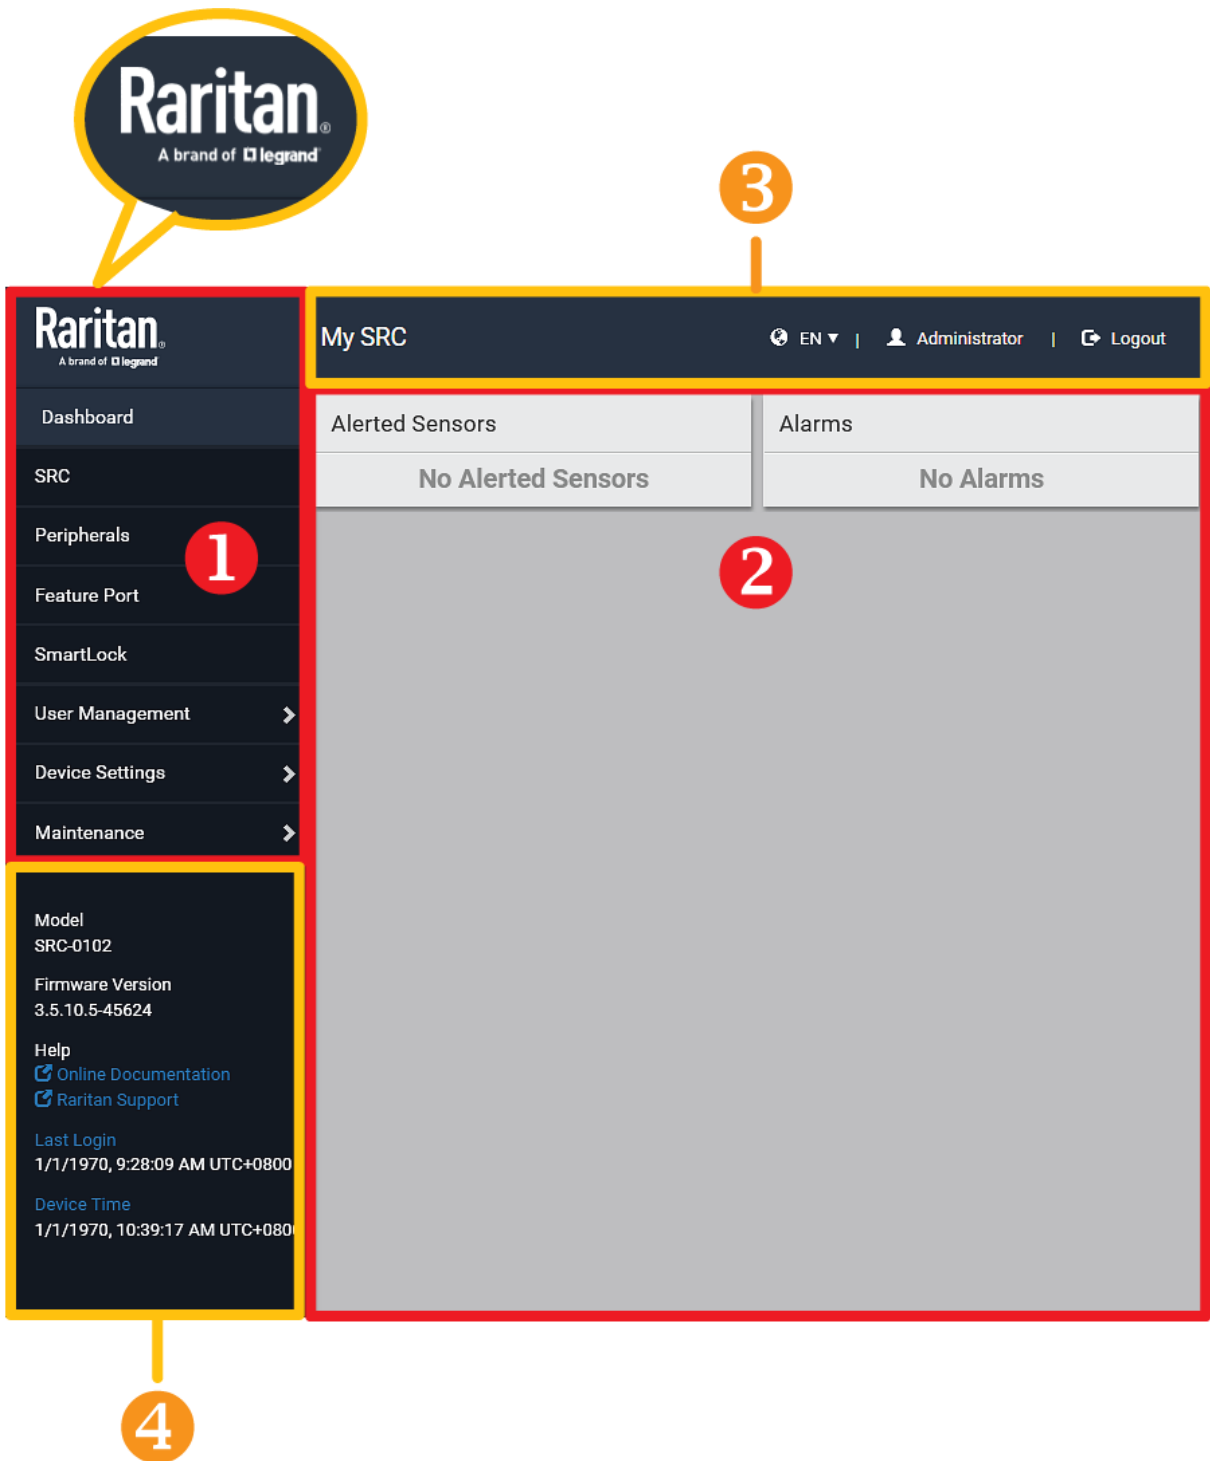 Raritan®
A brand of legrand
3
Raritan®
A brand of legrand
My SRC
EN ▾ | Administrator | Logout
Dashboard
SRC
Peripherals
Feature Port
SmartLock
User Management
Device Settings
Maintenance
1
Alerted Sensors
No Alerted Sensors
Alarms
No Alarms
2
Model
SRC-0102
Firmware Version
3.5.10.5-45624
Help
Online Documentation
Raritan Support
Last Login
1/1/1970, 9:28:09 AM UTC+0800
Device Time
1/1/1970, 10:39:17 AM UTC+080
4